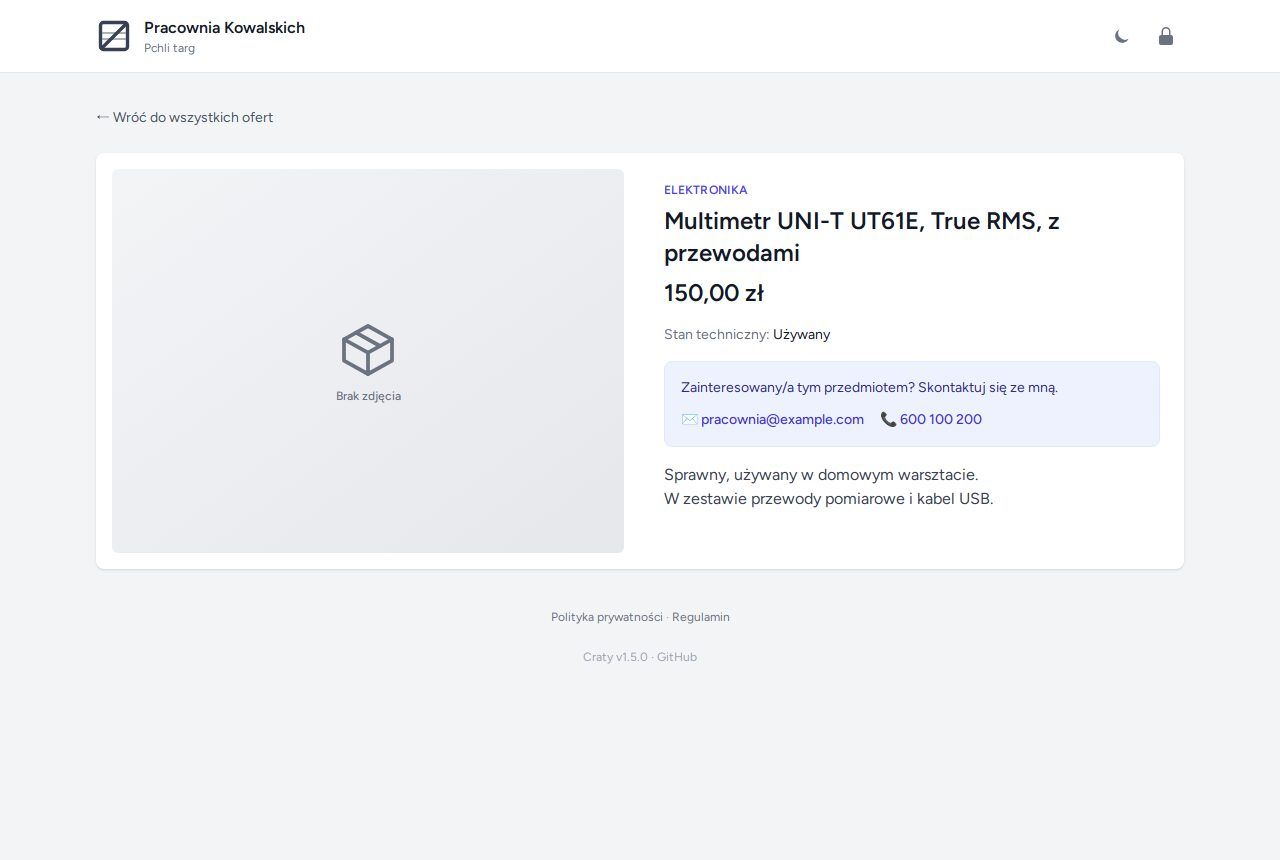 Pracownia Kowalskich
Pchli targ
← Wróć do wszystkich ofert
Brak zdjęcia
ELEKTRONIKA
Multimetr UNI-T UT61E, True RMS, z
przewodami
150,00 zł
Stan techniczny: Używany
Zainteresowany/a tym przedmiotem? Skontaktuj się ze mną.
✉️ pracownia@example.com 📞 600 100 200
Sprawny, używany w domowym warsztacie.
W zestawie przewody pomiarowe i kabel USB.
Polityka prywatności · Regulamin
Craty v1.5.0 · GitHub